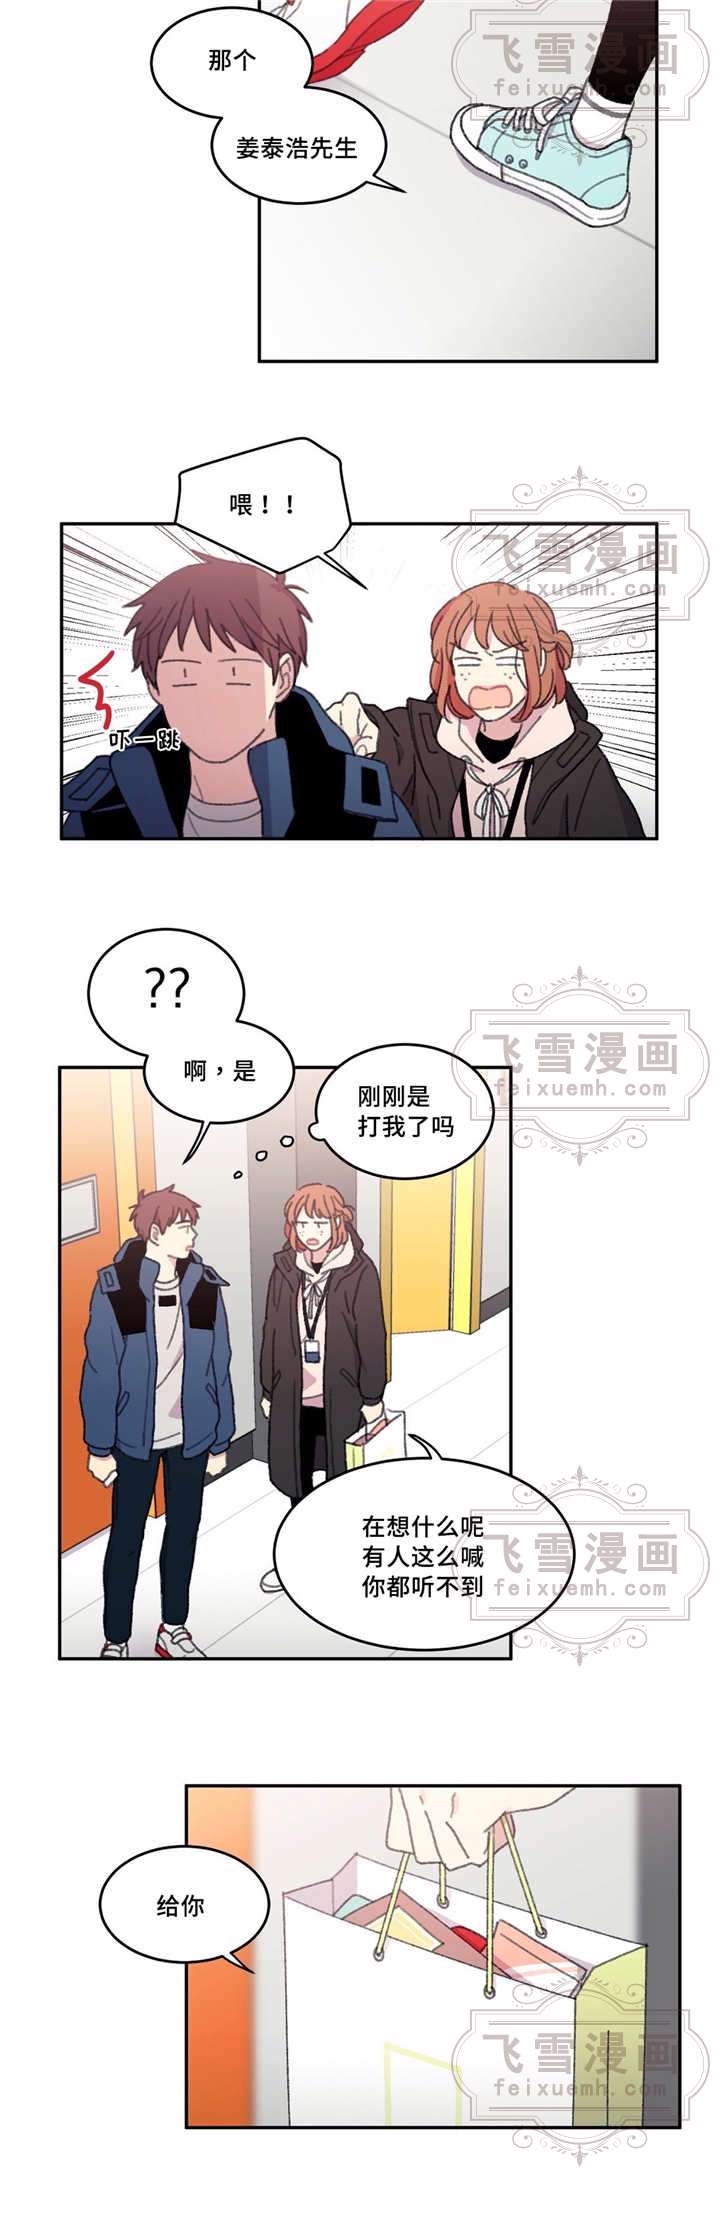 飞雪漫画
feixuemh.com
那个
姜泰浩先生
喂！！
飞雪漫画
feixuemh.com
吓一跳
??
啊，是
飞雪漫画
feixuemh.com
刚刚是
打我了吗
在想什么呢
有人这么喊
你都听不到
飞雪漫画
feixuemh.com
给你
飞雪漫画
feixuemh.com